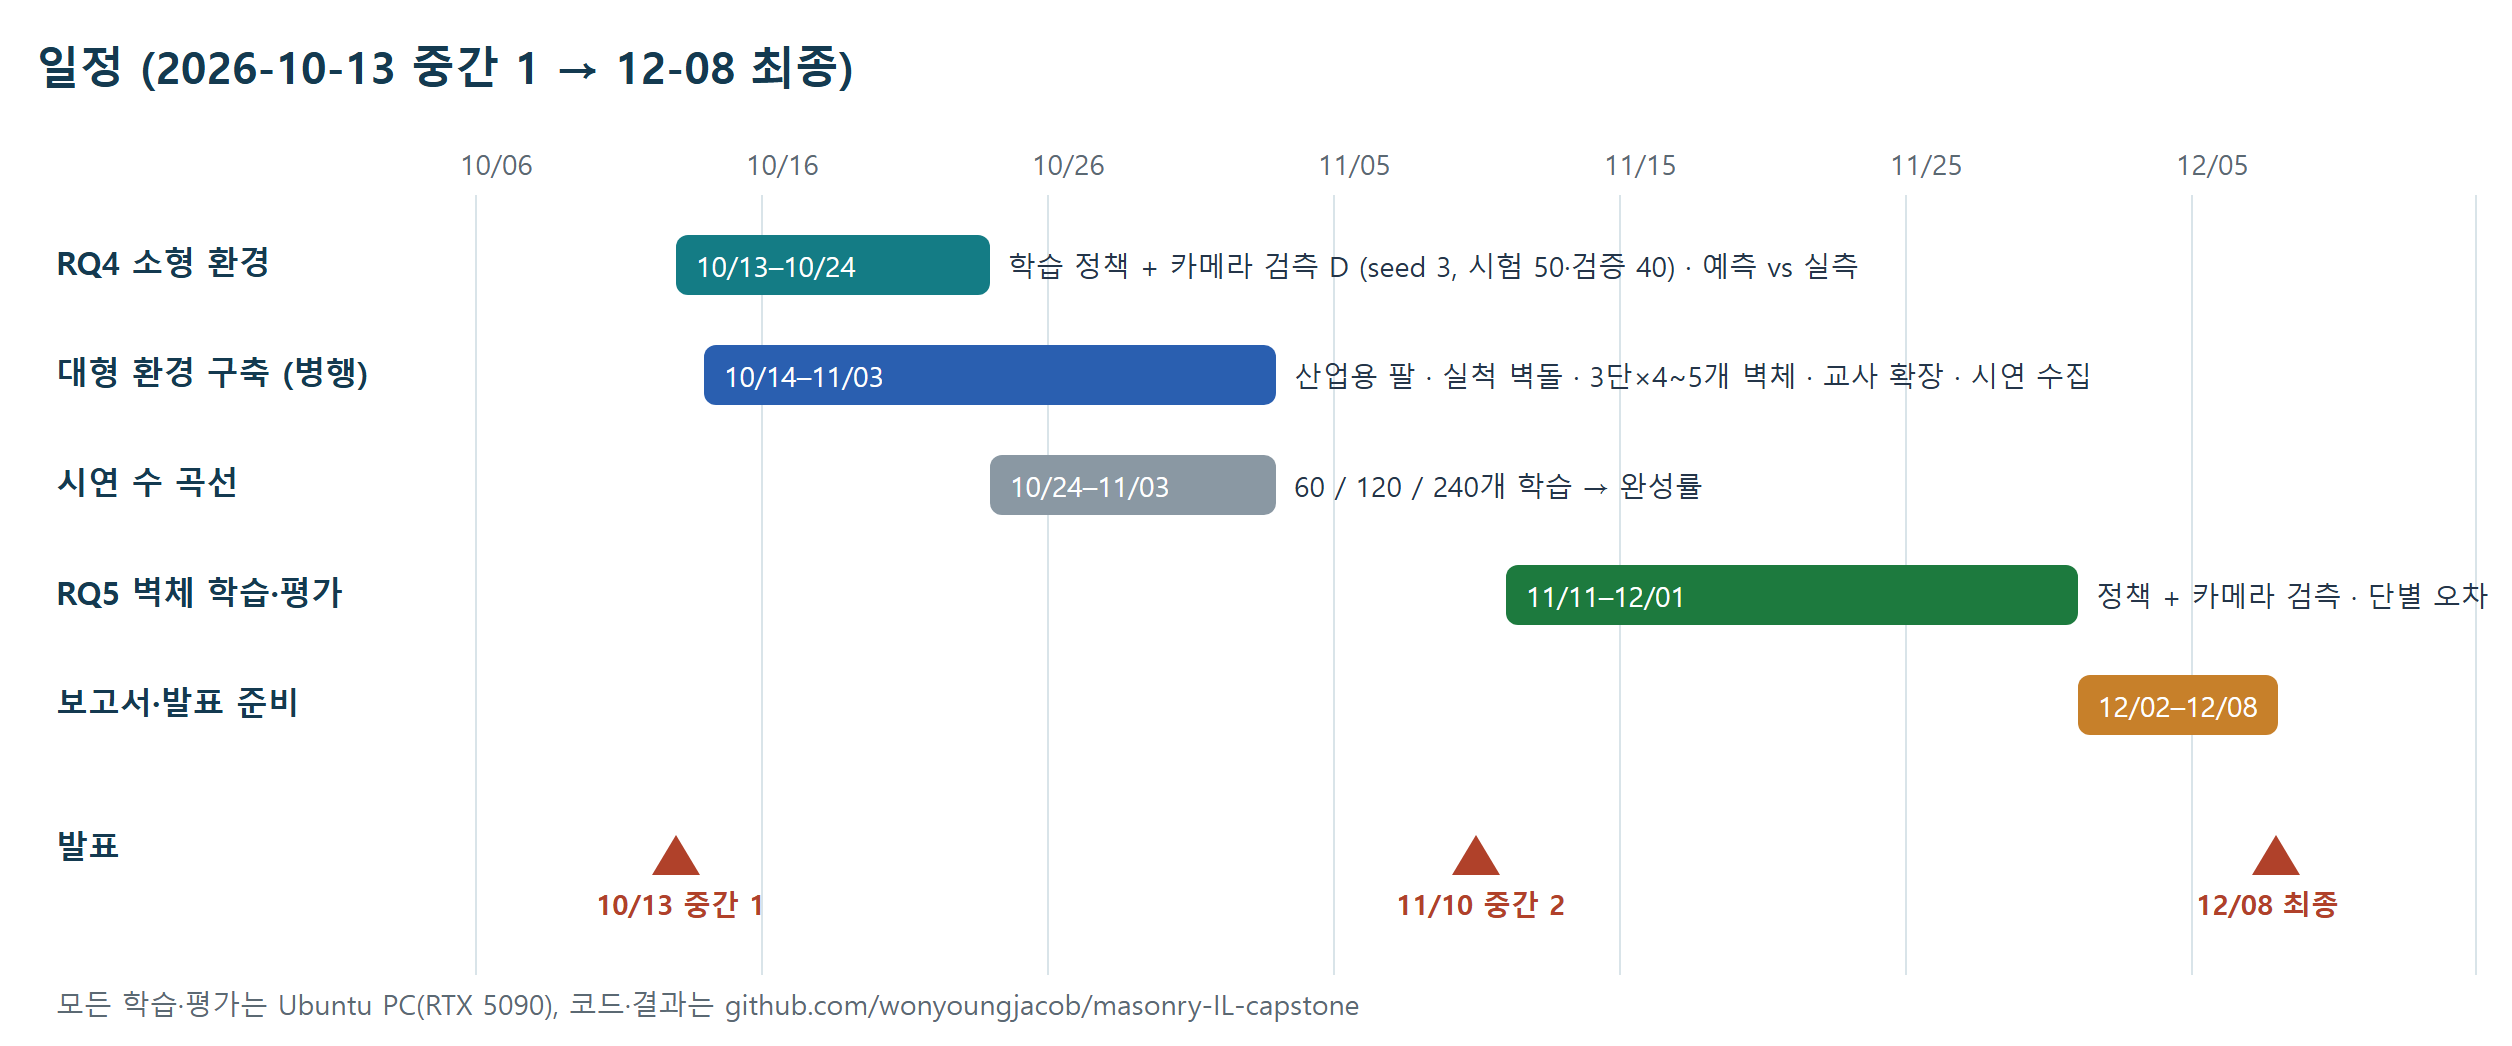 일정 (2026-10-13 중간 1 → 12-08 최종)
10/06 10/16 10/26 11/05 11/15 11/25 12/05
RQ4 소형 환경 10/13–10/24 학습 정책 + 카메라 검측 D (seed 3, 시험 50·검증 40) · 예측 vs 실측
대형 환경 구축 (병행) 10/14–11/03 산업용 팔 · 실척 벽돌 · 3단×4~5개 벽체 · 교사 확장 · 시연 수집
시연 수 곡선 10/24–11/03 60 / 120 / 240개 학습 → 완성률
RQ5 벽체 학습·평가 11/11–12/01 정책 + 카메라 검측 · 단별 오차
보고서·발표 준비 12/02–12/08
발표
10/13 중간 1 11/10 중간 2 12/08 최종
모든 학습·평가는 Ubuntu PC(RTX 5090), 코드·결과는 github.com/wonyoungjacob/masonry-IL-capstone